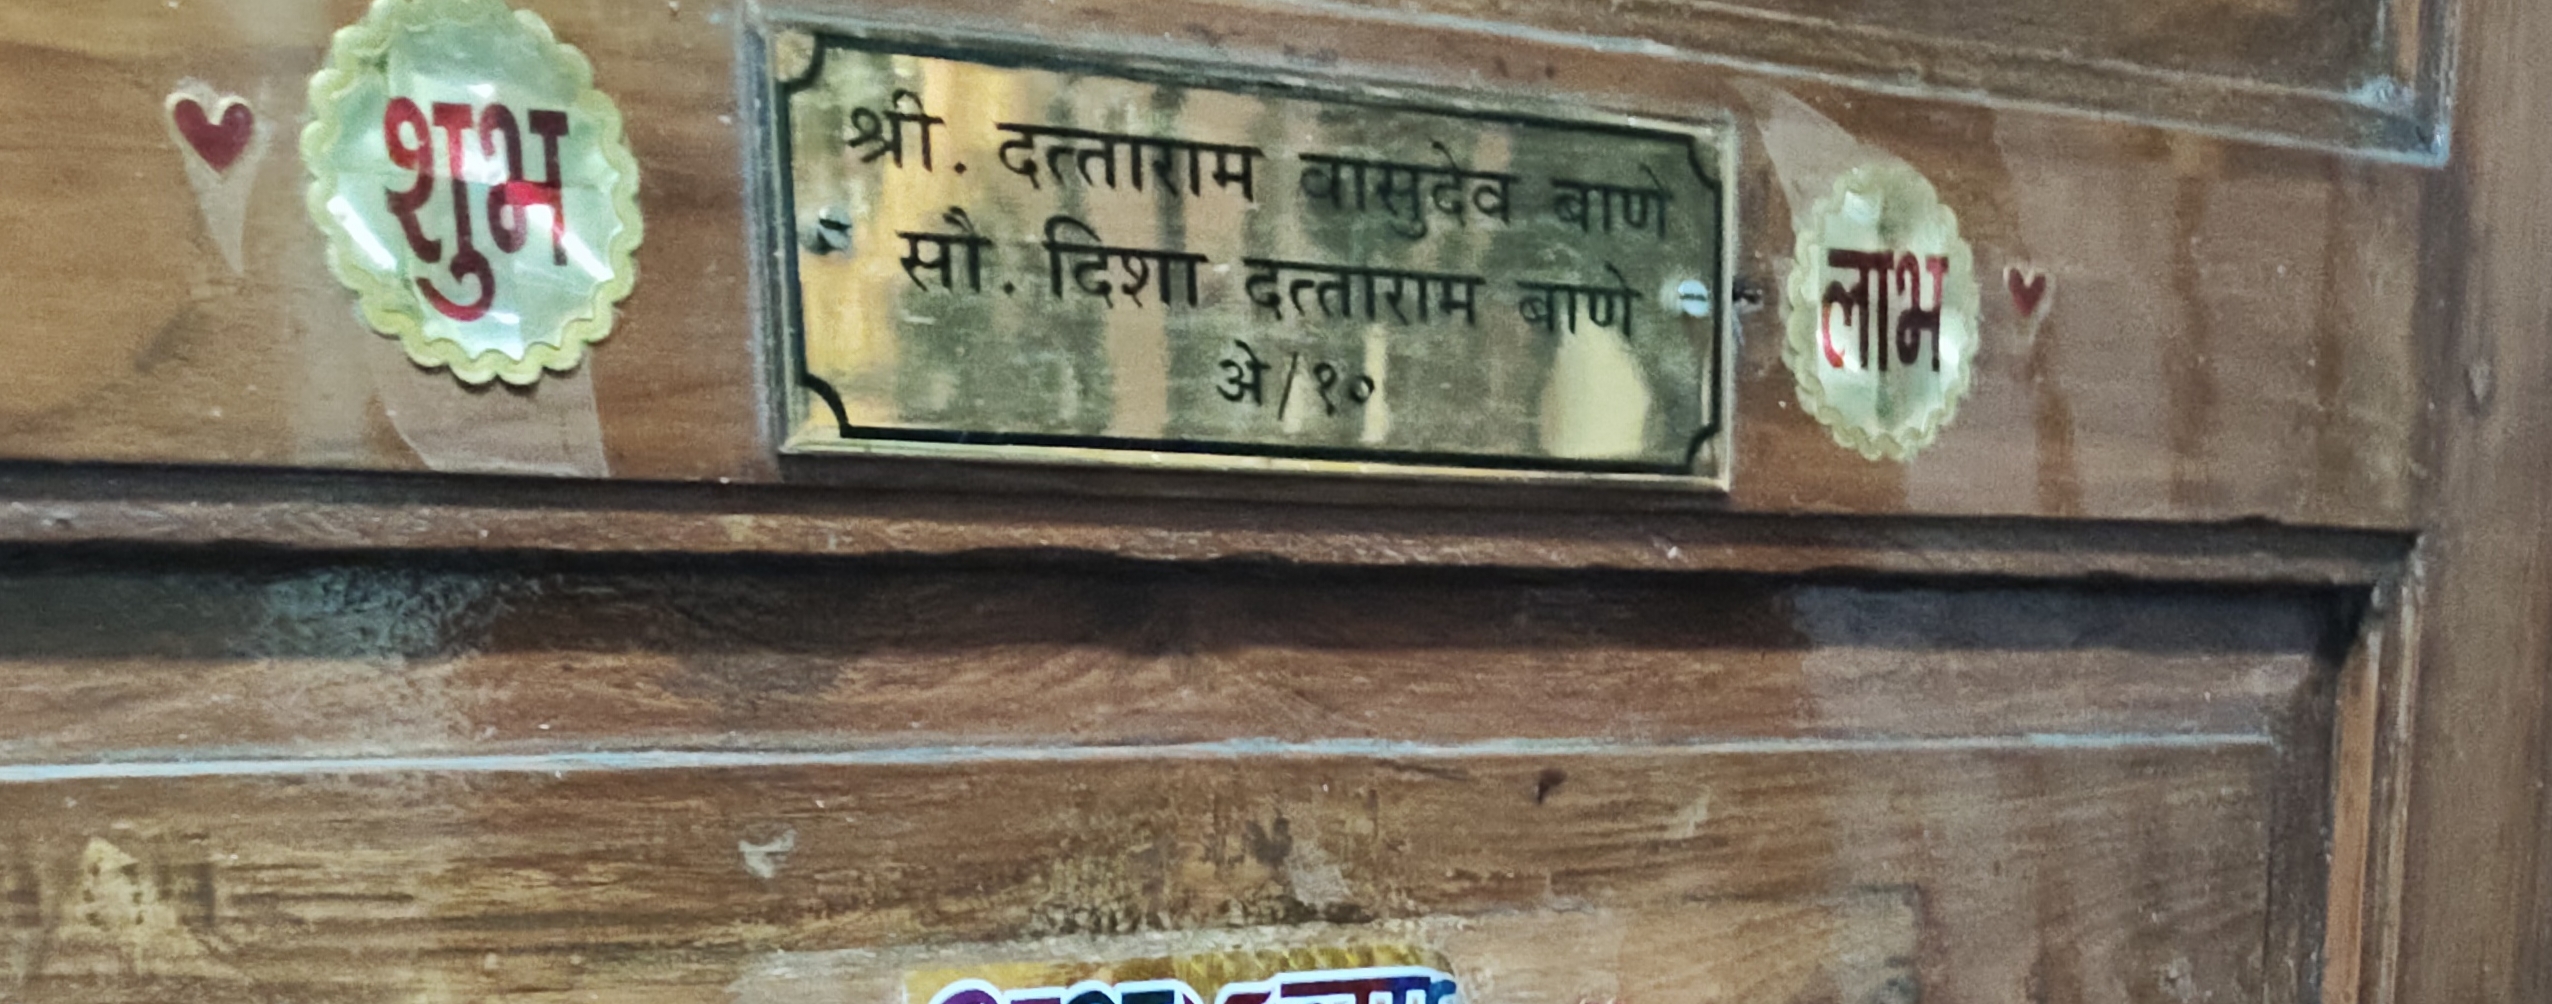 शुभ
श्री. दत्ताराम वासुदेव बाणे
सौ. दिशा दत्ताराम बाणे
अे/१०
लाभ